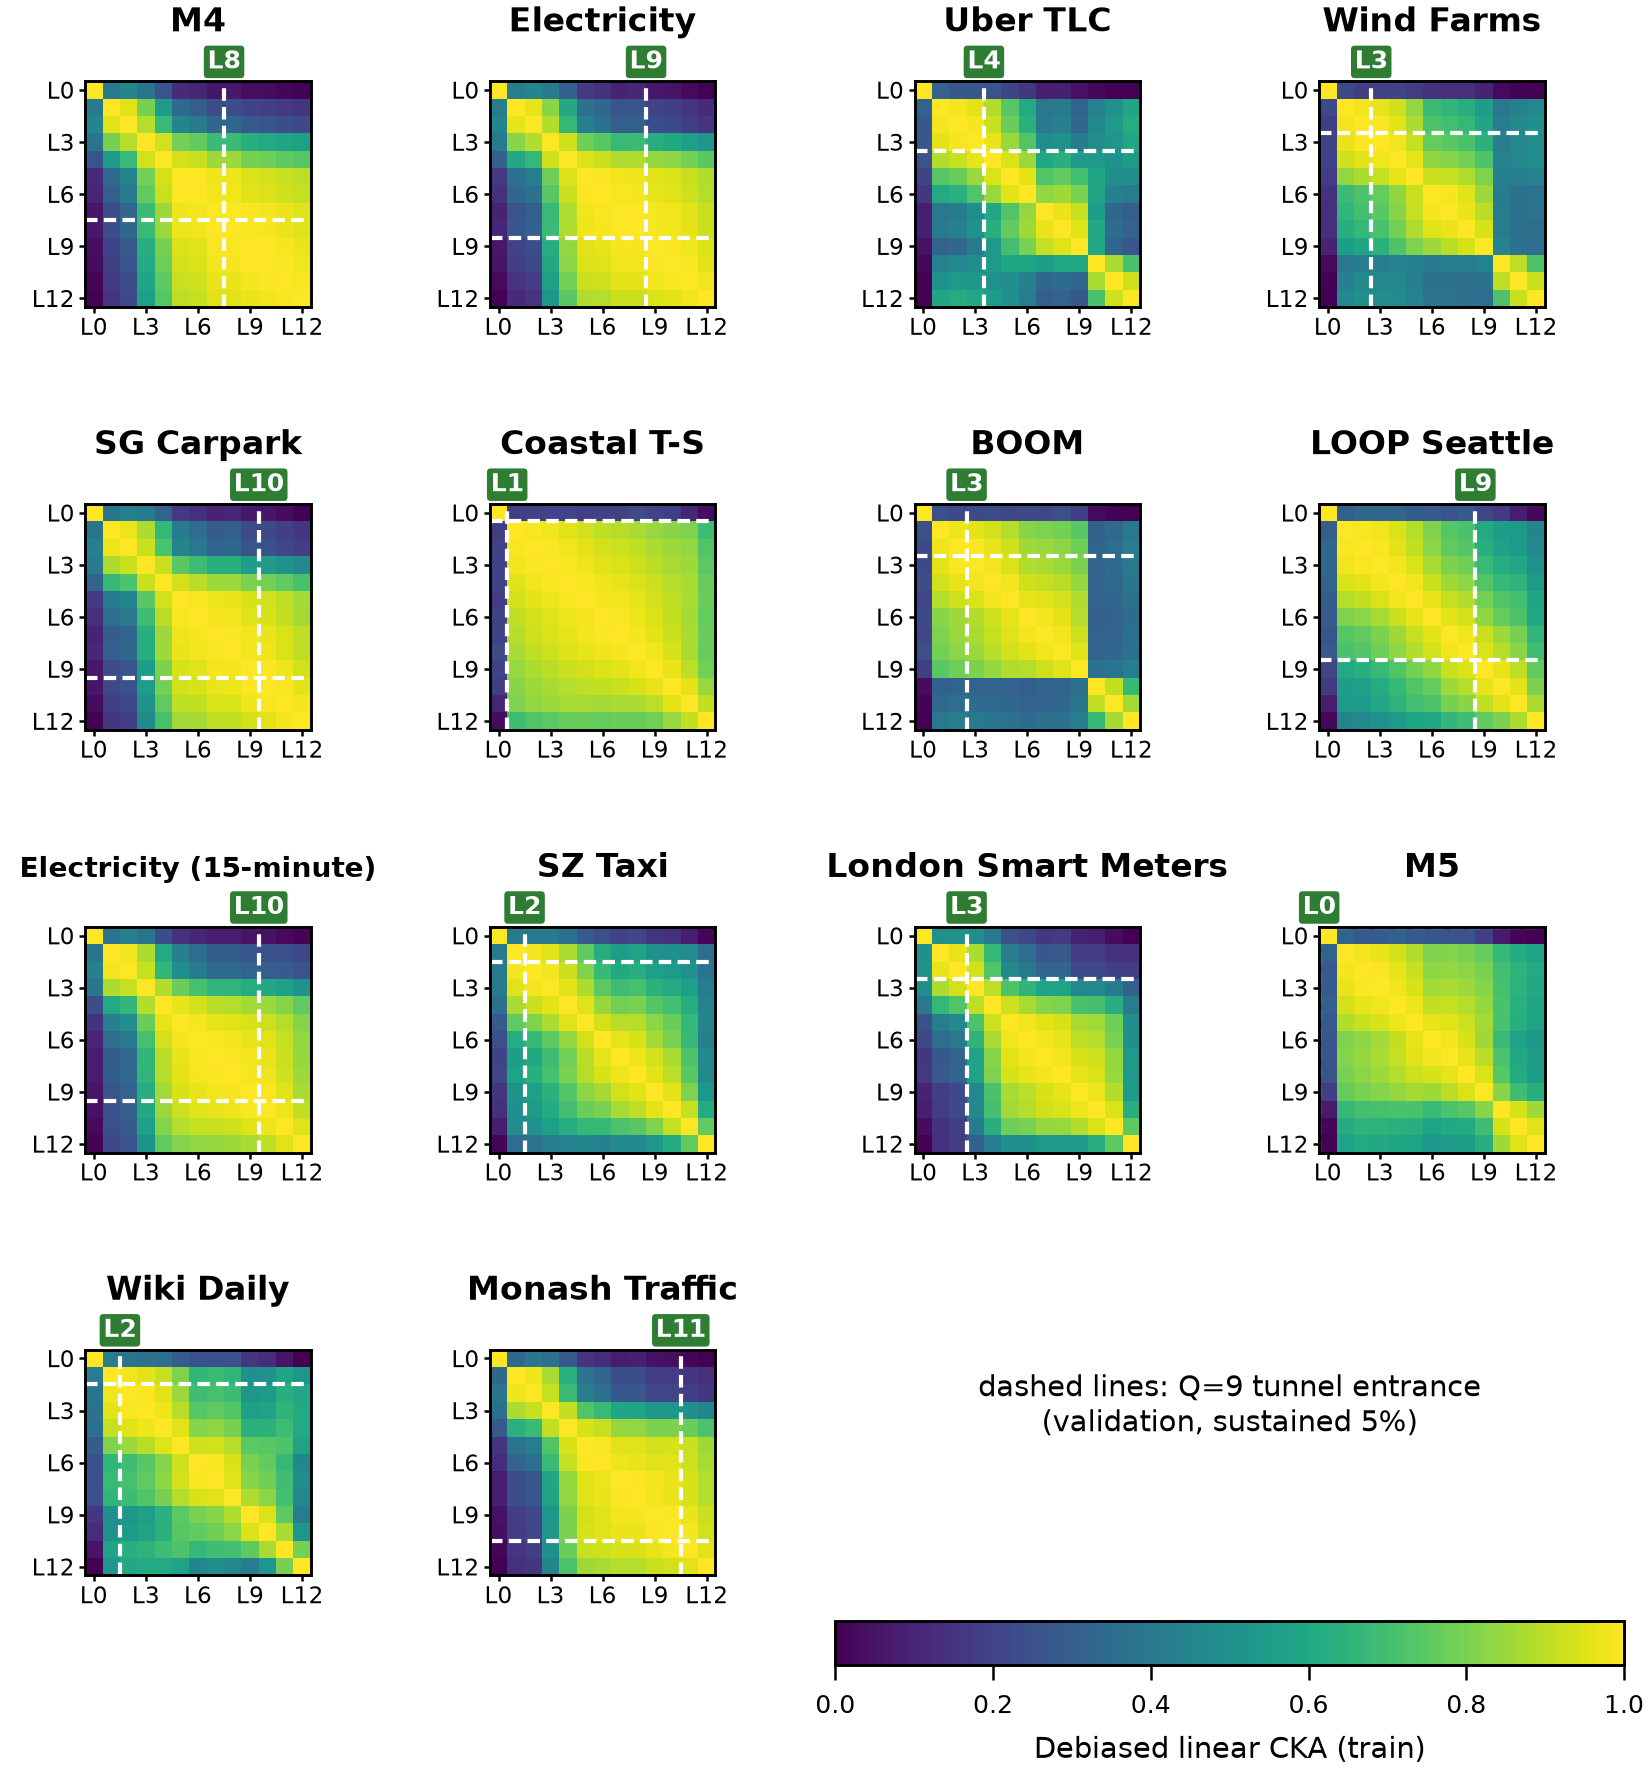 M4
L8
L0
L3
L6
L9
L12
L0 L3 L6 L9 L12
Electricity
L9
L0
L3
L6
L9
L12
L0 L3 L6 L9 L12
Uber TLC
L4
L0
L3
L6
L9
L12
L0 L3 L6 L9 L12
Wind Farms
L3
L0
L3
L6
L9
L12
L0 L3 L6 L9 L12
SG Carpark
L10
L0
L3
L6
L9
L12
L0 L3 L6 L9 L12
Coastal T-S
L1
L0
L3
L6
L9
L12
L0 L3 L6 L9 L12
BOOM
L3
L0
L3
L6
L9
L12
L0 L3 L6 L9 L12
LOOP Seattle
L9
L0
L3
L6
L9
L12
L0 L3 L6 L9 L12
Electricity (15-minute)
L10
L0
L3
L6
L9
L12
L0 L3 L6 L9 L12
SZ Taxi
L2
L0
L3
L6
L9
L12
L0 L3 L6 L9 L12
London Smart Meters
L3
L0
L3
L6
L9
L12
L0 L3 L6 L9 L12
M5
L0
L0
L3
L6
L9
L12
L0 L3 L6 L9 L12
Wiki Daily
L2
L0
L3
L6
L9
L12
L0 L3 L6 L9 L12
Monash Traffic
L11
L0
L3
L6
L9
L12
L0 L3 L6 L9 L12
dashed lines: Q=9 tunnel entrance
(validation, sustained 5%)
0.0 0.2 0.4 0.6 0.8 1.0
Debiased linear CKA (train)